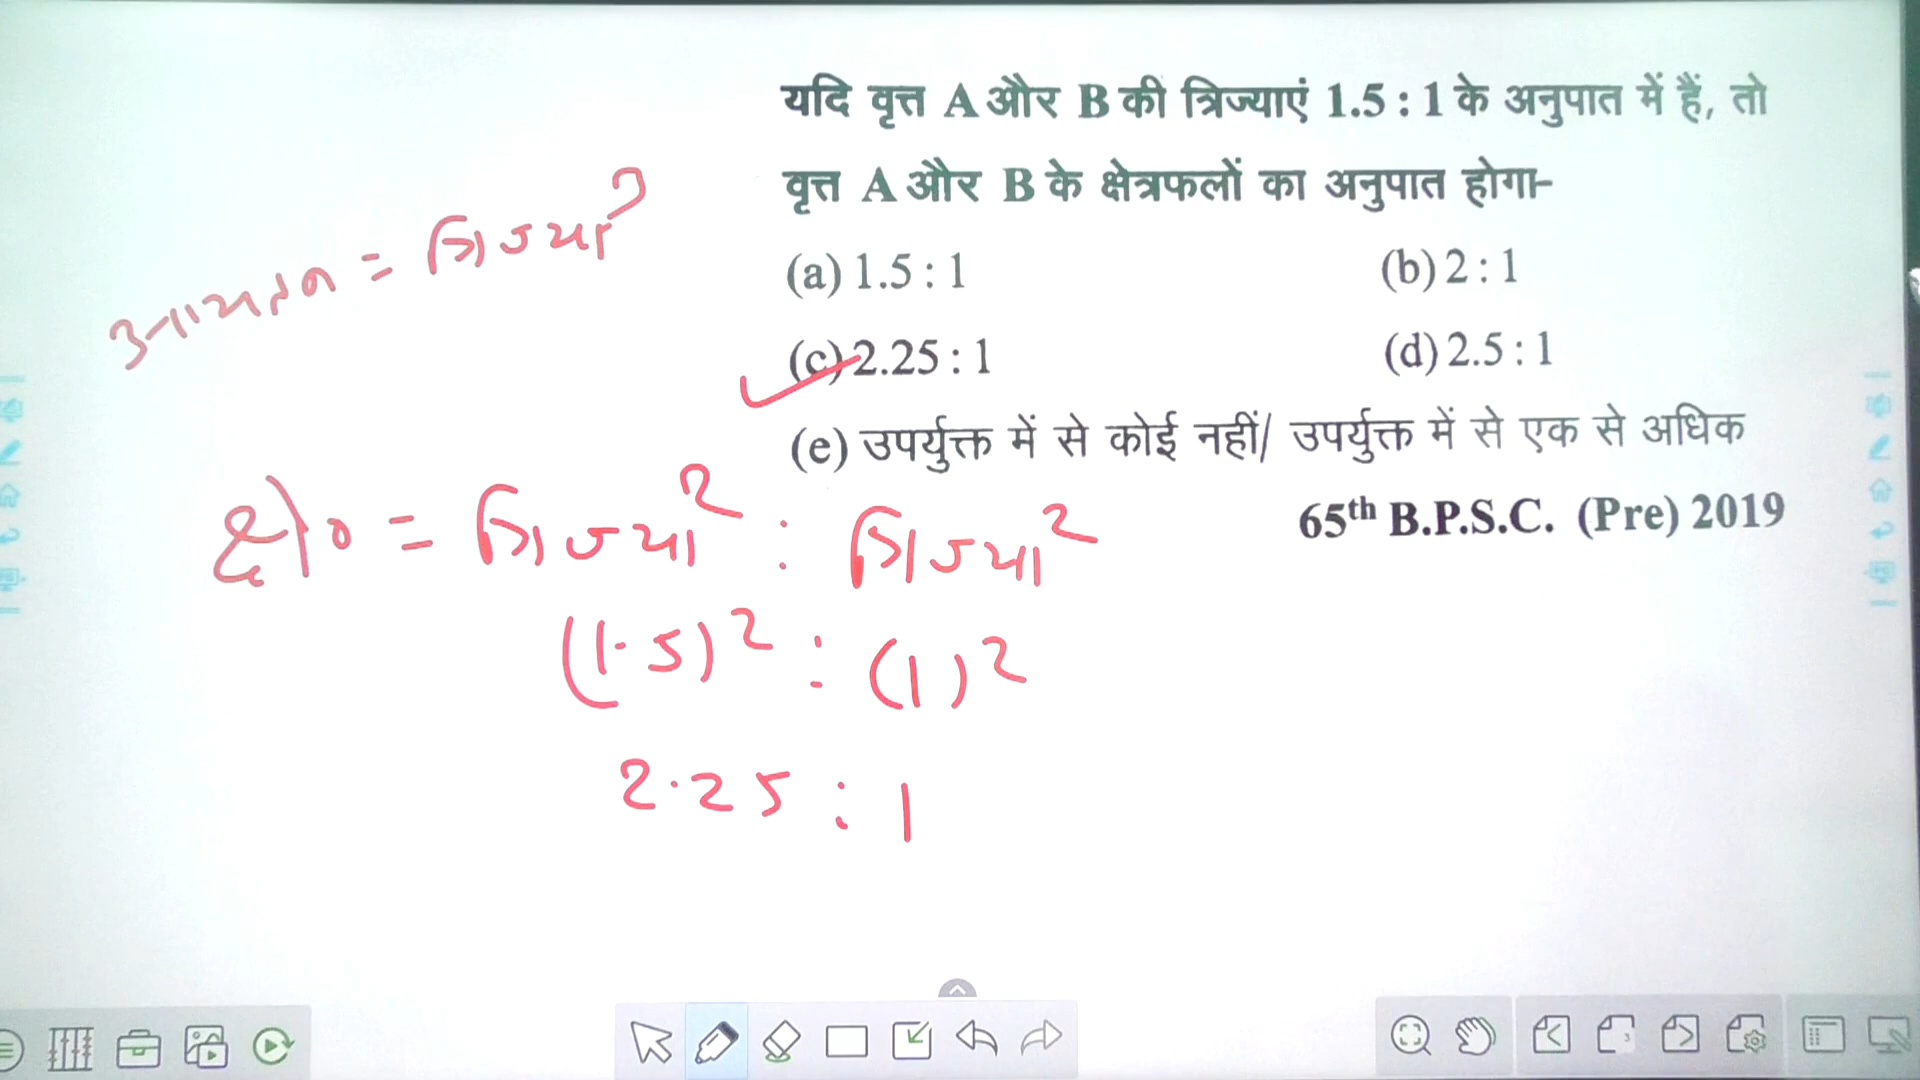 यदि वृत्त A और B की त्रिज्याएं 1.5 : 1 के अनुपात में हैं, तो
वृत्त A और B के क्षेत्रफलों का अनुपात होगा-
(a) 1.5 : 1 (b) 2 : 1
(c) 2.25 : 1 (d) 2.5 : 1
(e) उपर्युक्त में से कोई नहीं/ उपर्युक्त में से एक से अधिक
65th B.P.S.C. (Pre) 2019
आयतन = त्रिज्या
क्षे० = त्रिज्या² : त्रिज्या²
(1.5)² : (1)²
2.25 : 1